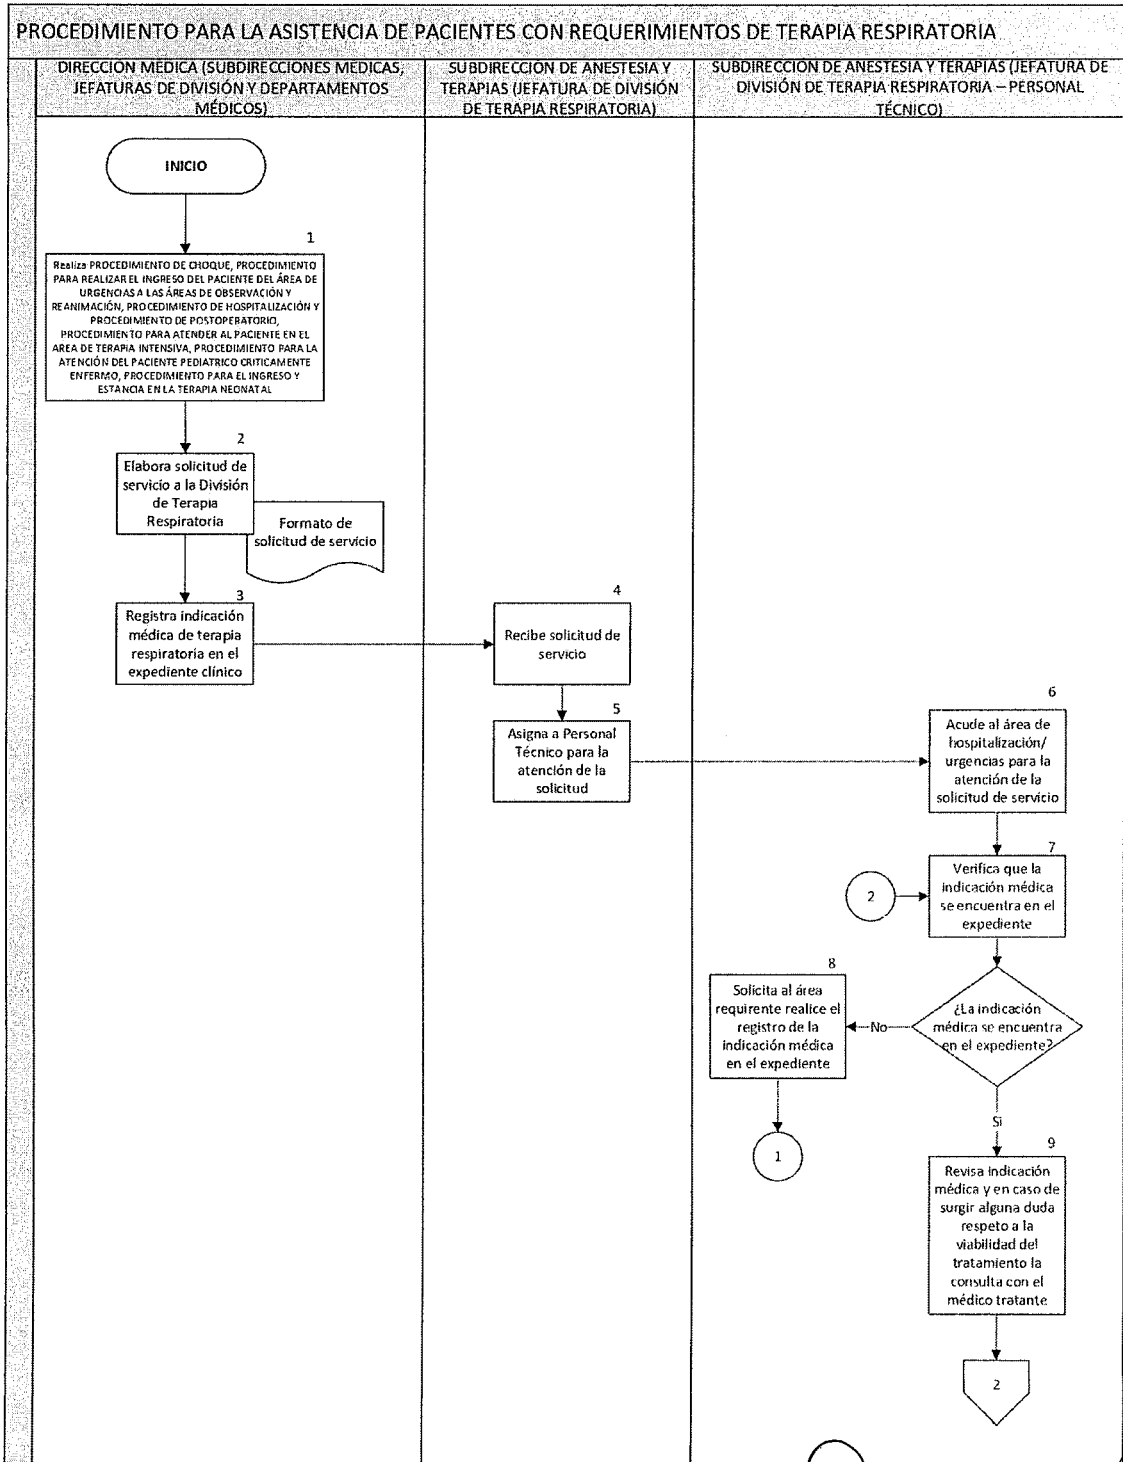 PROCEDIMIENTO PARA LA ASISTENCIA DE PACIENTES CON REQUERIMIENTOS DE TERAPIA RESPIRATORIA
DIRECCION MÉDICA (SUBDIRECCIONES MÉDICAS,
JEFATURAS DE DIVISIÓN Y DEPARTAMENTOS
MÉDICOS)
SUBDIRECCIÓN DE ANESTESIA Y
TERAPIAS (JEFATURA DE DIVISIÓN
DE TERAPIA RESPIRATORIA)
SUBDIRECCIÓN DE ANESTESIA Y TERAPIAS (JEFATURA DE
DIVISIÓN DE TERAPIA RESPIRATORIA – PERSONAL
TÉCNICO)
INICIO
1
Realiza PROCEDIMIENTO DE CHOQUE, PROCEDIMIENTO
PARA REALIZAR EL INGRESO DEL PACIENTE DEL ÁREA DE
URGENCIAS A LAS ÁREAS DE OBSERVACIÓN Y
REANIMACIÓN, PROCEDIMIENTO DE HOSPITALIZACIÓN Y
PROCEDIMIENTO DE POSTOPERATORIO,
PROCEDIMIENTO PARA ATENDER AL PACIENTE EN EL
AREA DE TERAPIA INTENSIVA, PROCEDIMIENTO PARA LA
ATENCIÓN DEL PACIENTE PEDIATRICO CRITICAMENTE
ENFERMO, PROCEDIMIENTO PARA EL INGRESO Y
ESTANCIA EN LA TERAPIA NEONATAL
2
Elabora solicitud de
servicio a la División
de Terapia
Respiratoria
Formato de
solicitud de servicio
3
Registra indicación
médica de terapia
respiratoria en el
expediente clínico
4
Recibe solicitud de
servicio
5
Asigna a Personal
Técnico para la
atención de la
solicitud
6
Acude al área de
hospitalización/
urgencias para la
atención de la
solicitud de servicio
7
Verifica que la
indicación médica
se encuentra en el
expediente
2
¿La indicación
médica se encuentra
en el expediente?
No
8
Solicita al área
requirente realice el
registro de la
indicación médica
en el expediente
1
Si
9
Revisa indicación
médica y en caso de
surgir alguna duda
respeto a la
viabilidad del
tratamiento la
consulta con el
médico tratante
2